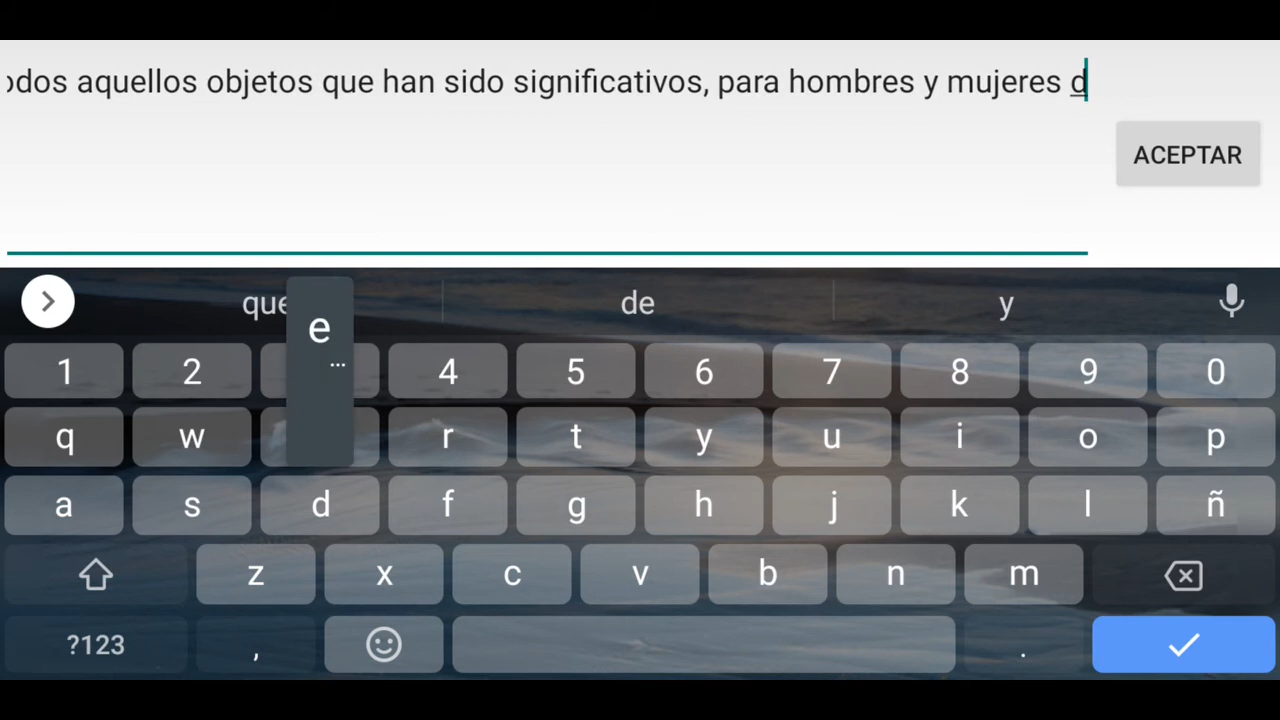 odos aquellos objetos que han sido significativos, para hombres y mujeres d
ACEPTAR
que de y
e
...
1 2 4 5 6 7 8 9 0
q w r t y u i o p
a s d f g h j k l ñ
z x c v b n m
?123 , .